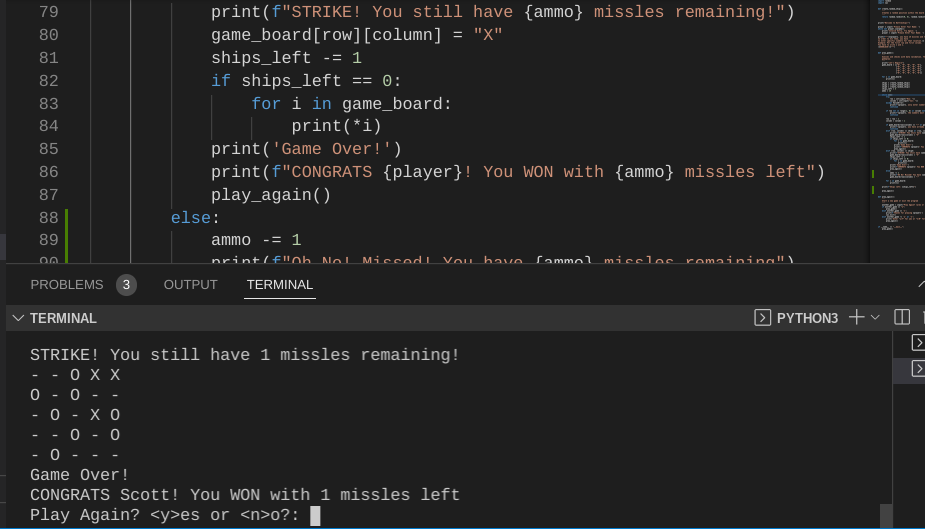 79 print(f"STRIKE! You still have {ammo} missles remaining!")
80 game_board[row][column] = "X"
81 ships_left -= 1
82 if ships_left == 0:
83 for i in game_board:
84 print(*i)
85 print('Game Over!')
86 print(f"CONGRATS {player}! You WON with {ammo} missles left")
87 play_again()
88 else:
89 ammo -= 1
90 print(f"Oh No! Missed! You have {ammo} missles remaining")
PROBLEMS 3 OUTPUT TERMINAL
TERMINAL PYTHON3
STRIKE! You still have 1 missles remaining!
- - O X X
O - O - -
- O - X O
- - O - O
- O - - -
Game Over!
CONGRATS Scott! You WON with 1 missles left
Play Again? <y>es or <n>o?: